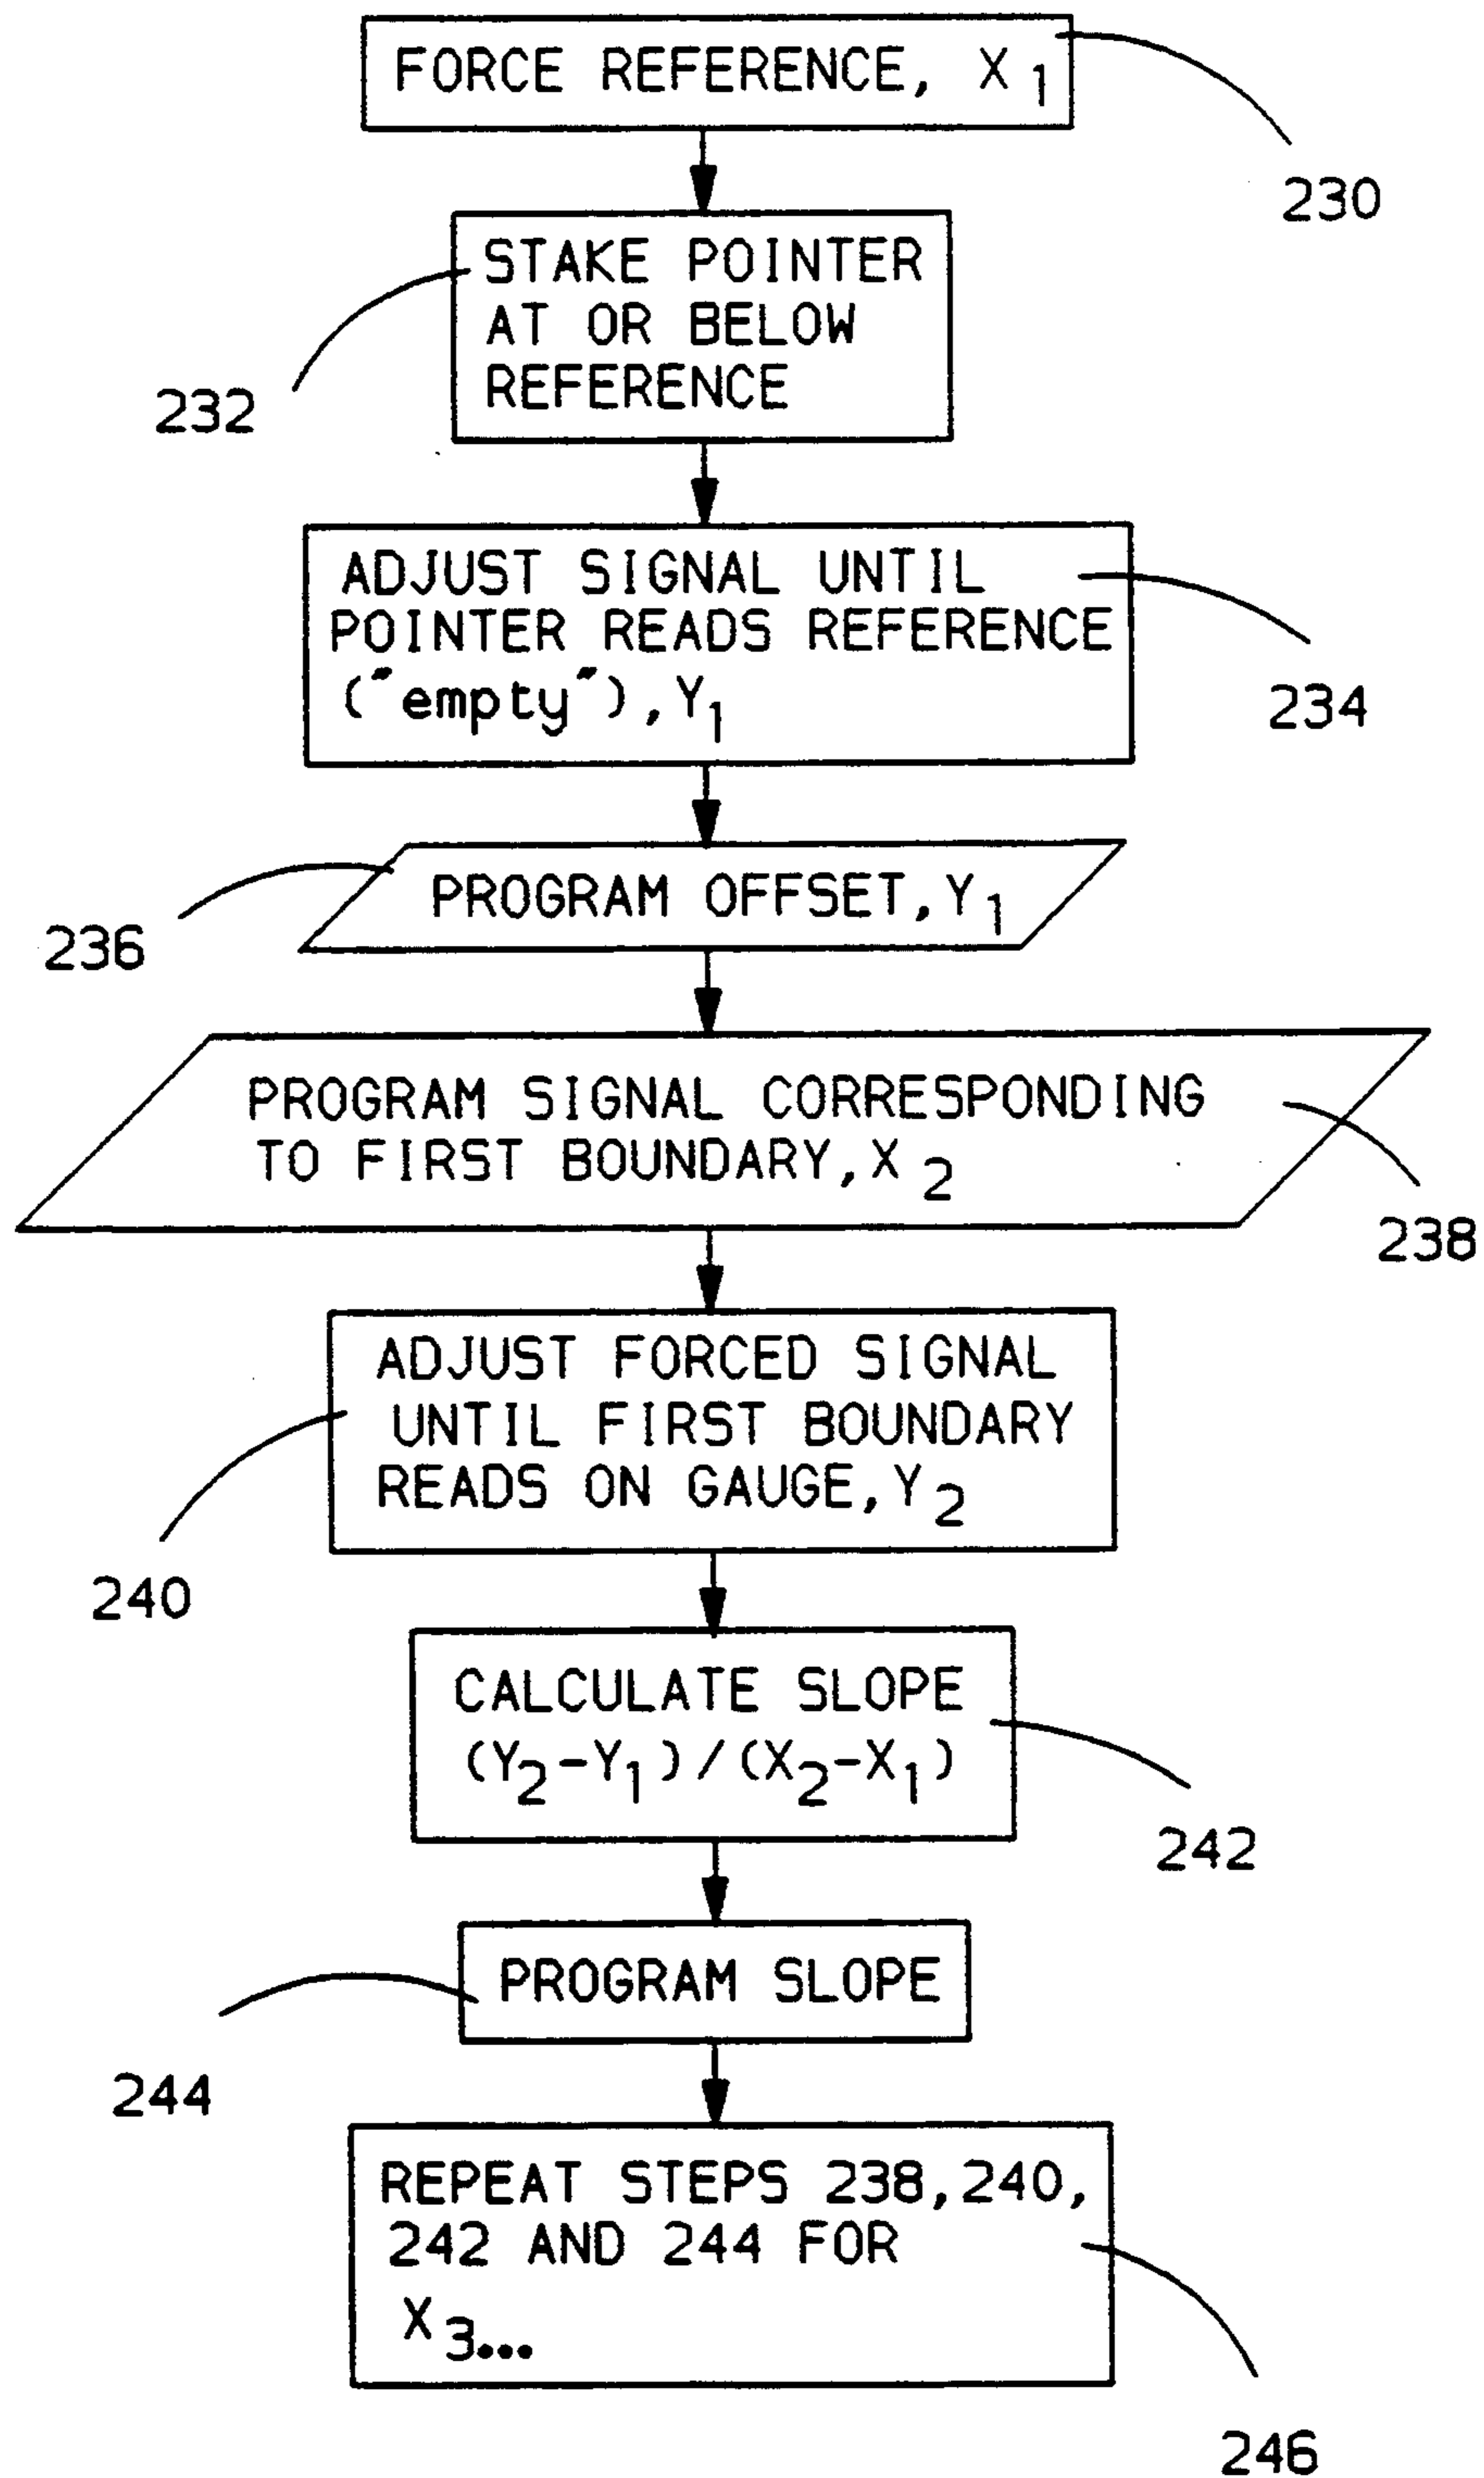 FORCE REFERENCE, X1
230
STAKE POINTER
AT OR BELOW
REFERENCE
232
ADJUST SIGNAL UNTIL
POINTER READS REFERENCE
("empty"), Y1
234
PROGRAM OFFSET, Y1
236
PROGRAM SIGNAL CORRESPONDING
TO FIRST BOUNDARY, X2
238
ADJUST FORCED SIGNAL
UNTIL FIRST BOUNDARY
READS ON GAUGE, Y2
240
CALCULATE SLOPE
(Y2-Y1)/(X2-X1)
242
PROGRAM SLOPE
244
REPEAT STEPS 238, 240,
242 AND 244 FOR
X3...
246